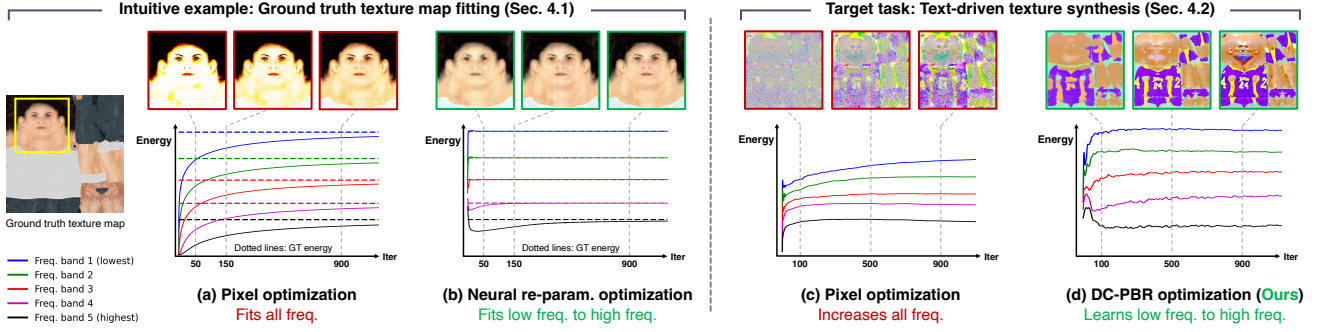 Intuitive example: Ground truth texture map fitting (Sec. 4.1)
Target task: Text-driven texture synthesis (Sec. 4.2)
Ground truth texture map
Freq. band 1 (lowest)
Freq. band 2
Freq. band 3
Freq. band 4
Freq. band 5 (highest)
Energy
Dotted lines: GT energy
50 150 900 Iter
(a) Pixel optimization
Fits all freq.
Energy
Dotted lines: GT energy
50 150 900 Iter
(b) Neural re-param. optimization
Fits low freq. to high freq.
Energy
100 500 900 Iter
(c) Pixel optimization
Increases all freq.
24
Energy
100 500 900 Iter
(d) DC-PBR optimization (Ours)
Learns low freq. to high freq.